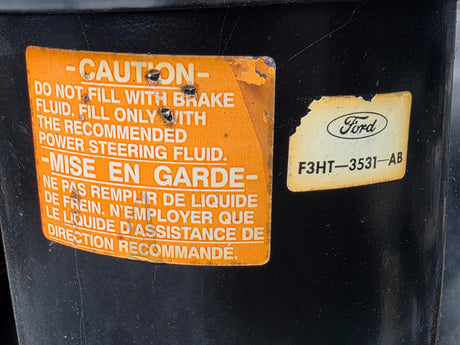 -CAUTION-
DO NOT FILL WITH BRAKE
FLUID. FILL ONLY WITH
THE RECOMMENDED
POWER STEERING FLUID.
-MISE EN GARDE-
NE PAS REMPLIR DE LIQUIDE
DE FREIN. N'EMPLOYER QUE
LE LIQUIDE D'ASSISTANCE DE
DIRECTION RECOMMANDÉ.
Ford
F3HT-3531-AB